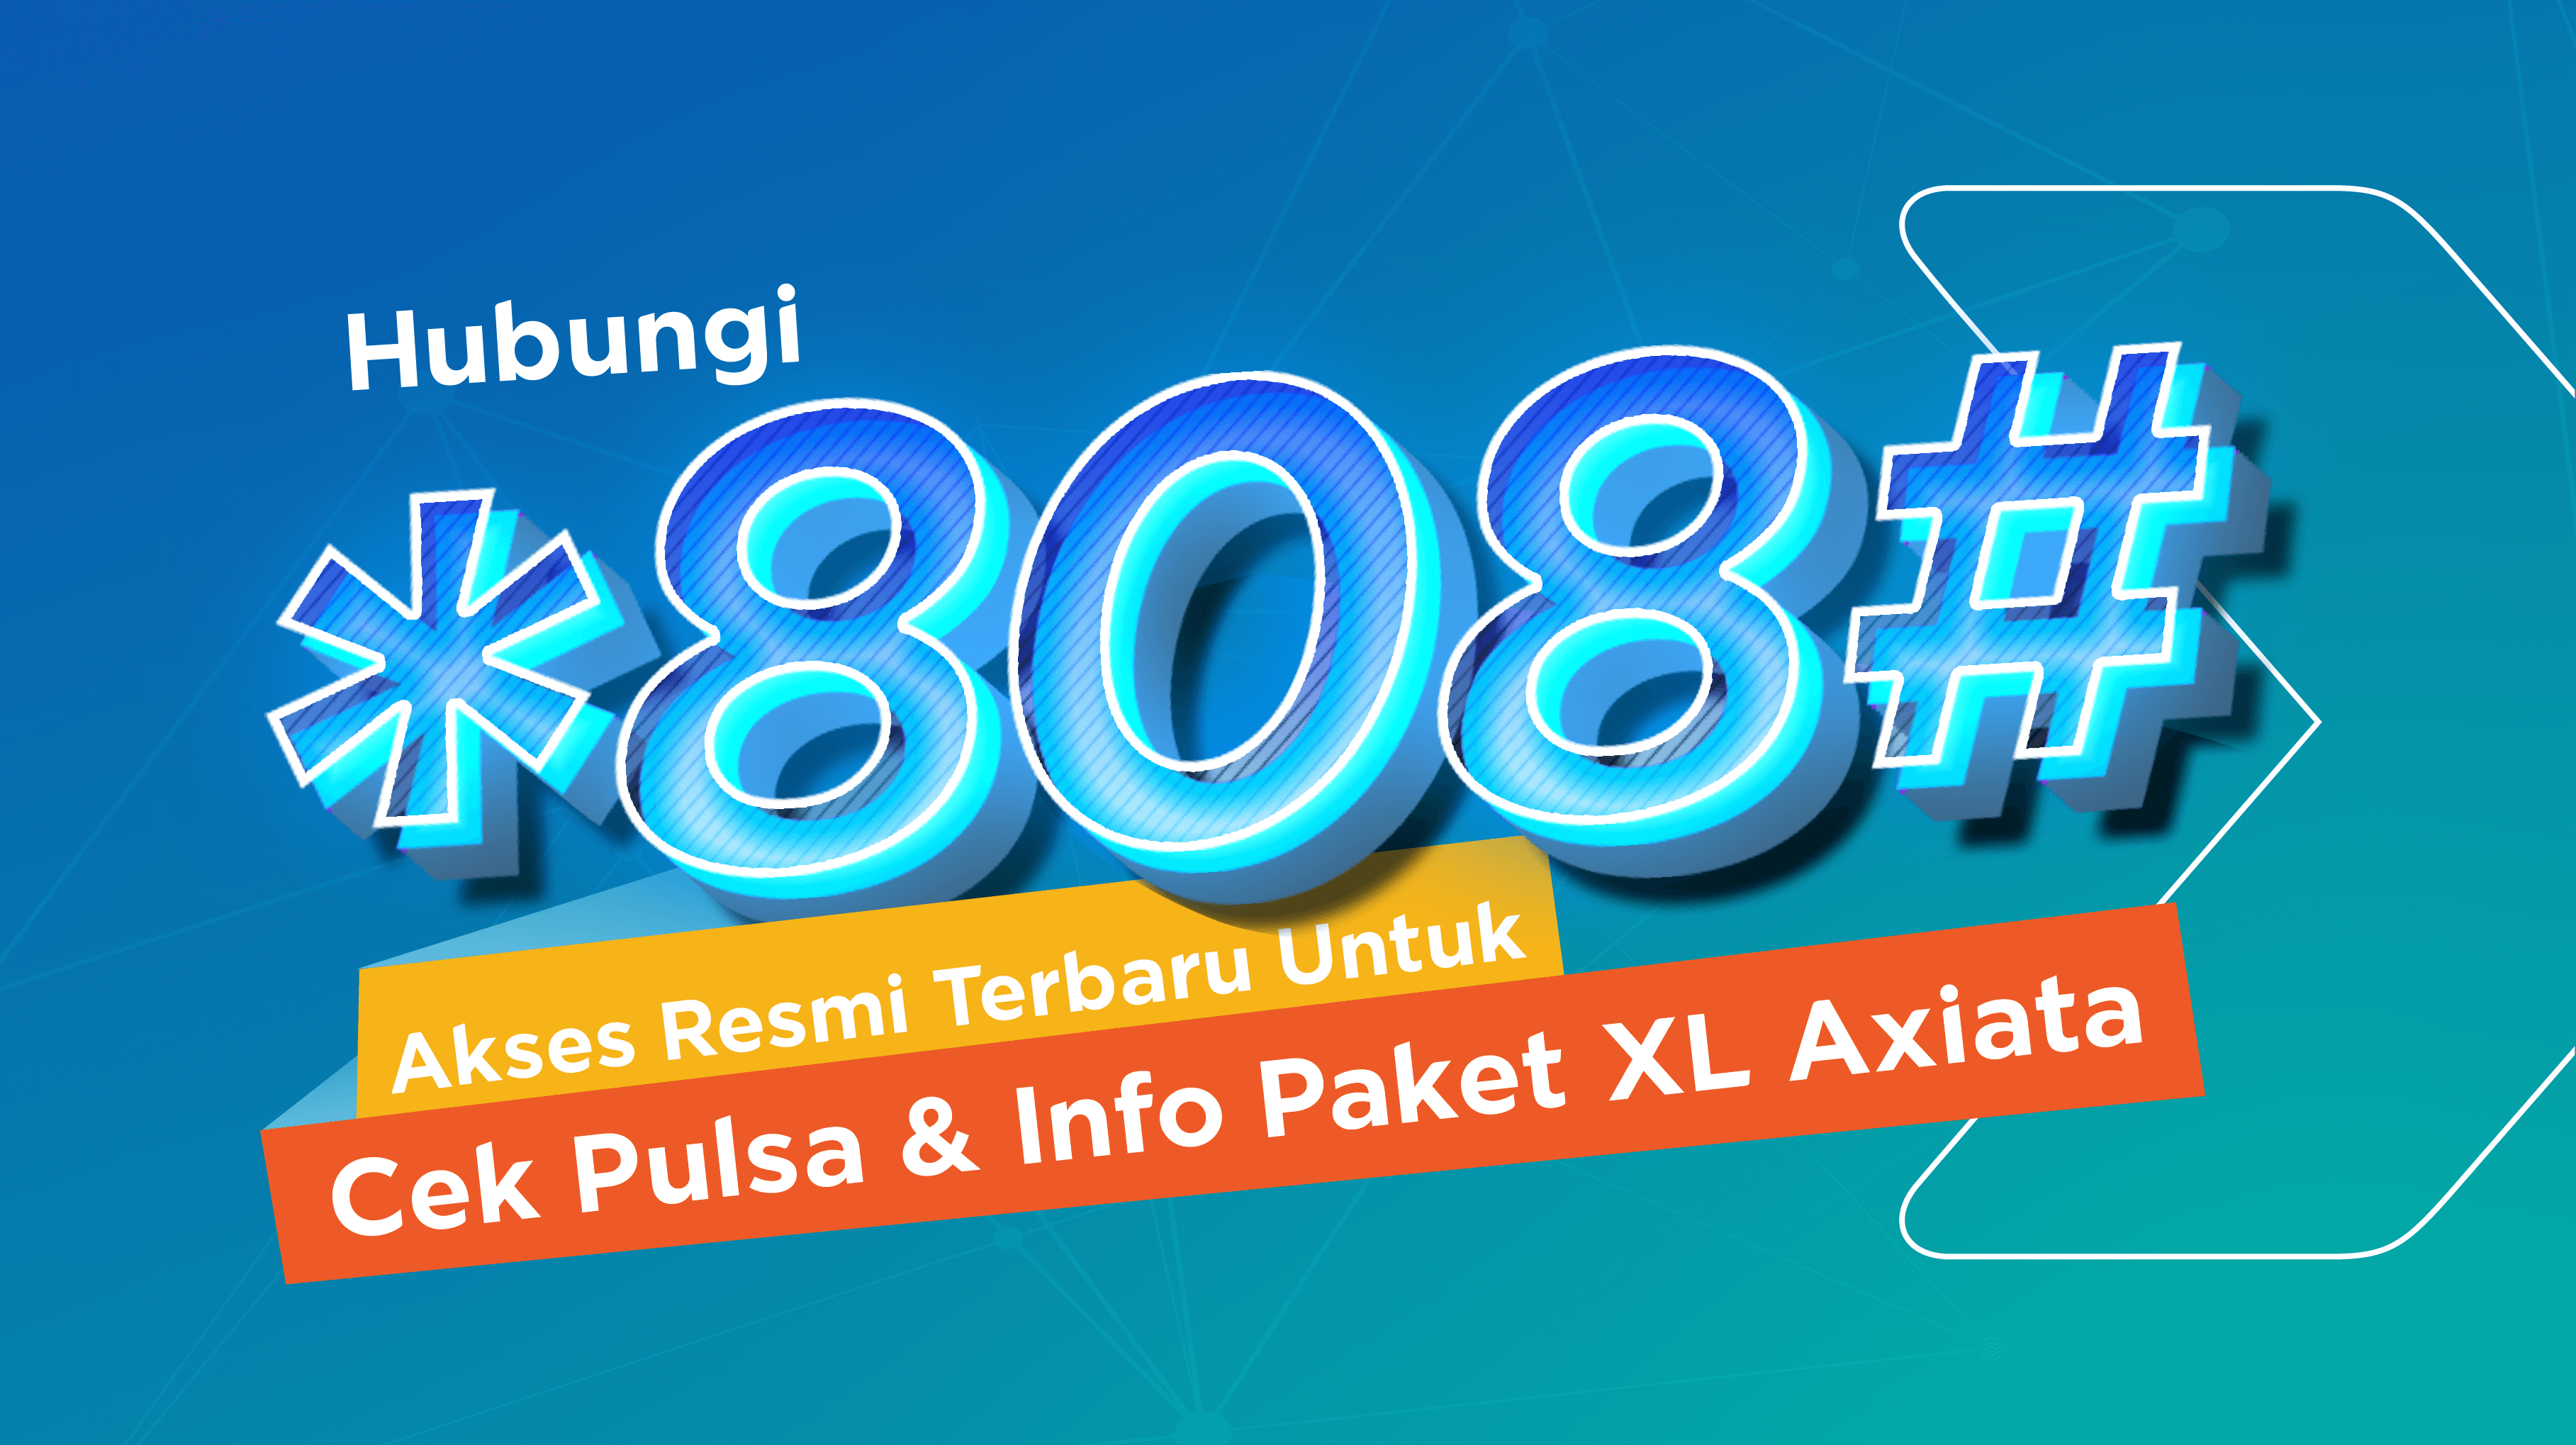 Hubungi
*808#
Akses Resmi Terbaru Untuk
Cek Pulsa & Info Paket XL Axiata